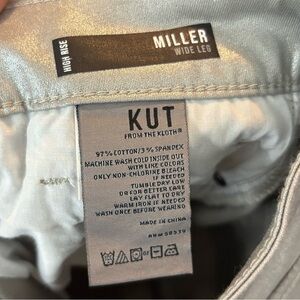 HIGH RISE
MILLER
WIDE LEG
KUT
FROM THE KLOTH®
97% COTTON/3% SPANDEX
MACHINE WASH COLD INSIDE OUT
WITH LIKE COLORS
ONLY NON-CHLORINE BLEACH
IF NEEDED
TUMBLE DRY LOW
OR FOR BETTER CARE
LAY FLAT TO DRY
WARM IRON IF NEEDED
WASH ONCE BEFORE WEARING
MADE IN CHINA
or